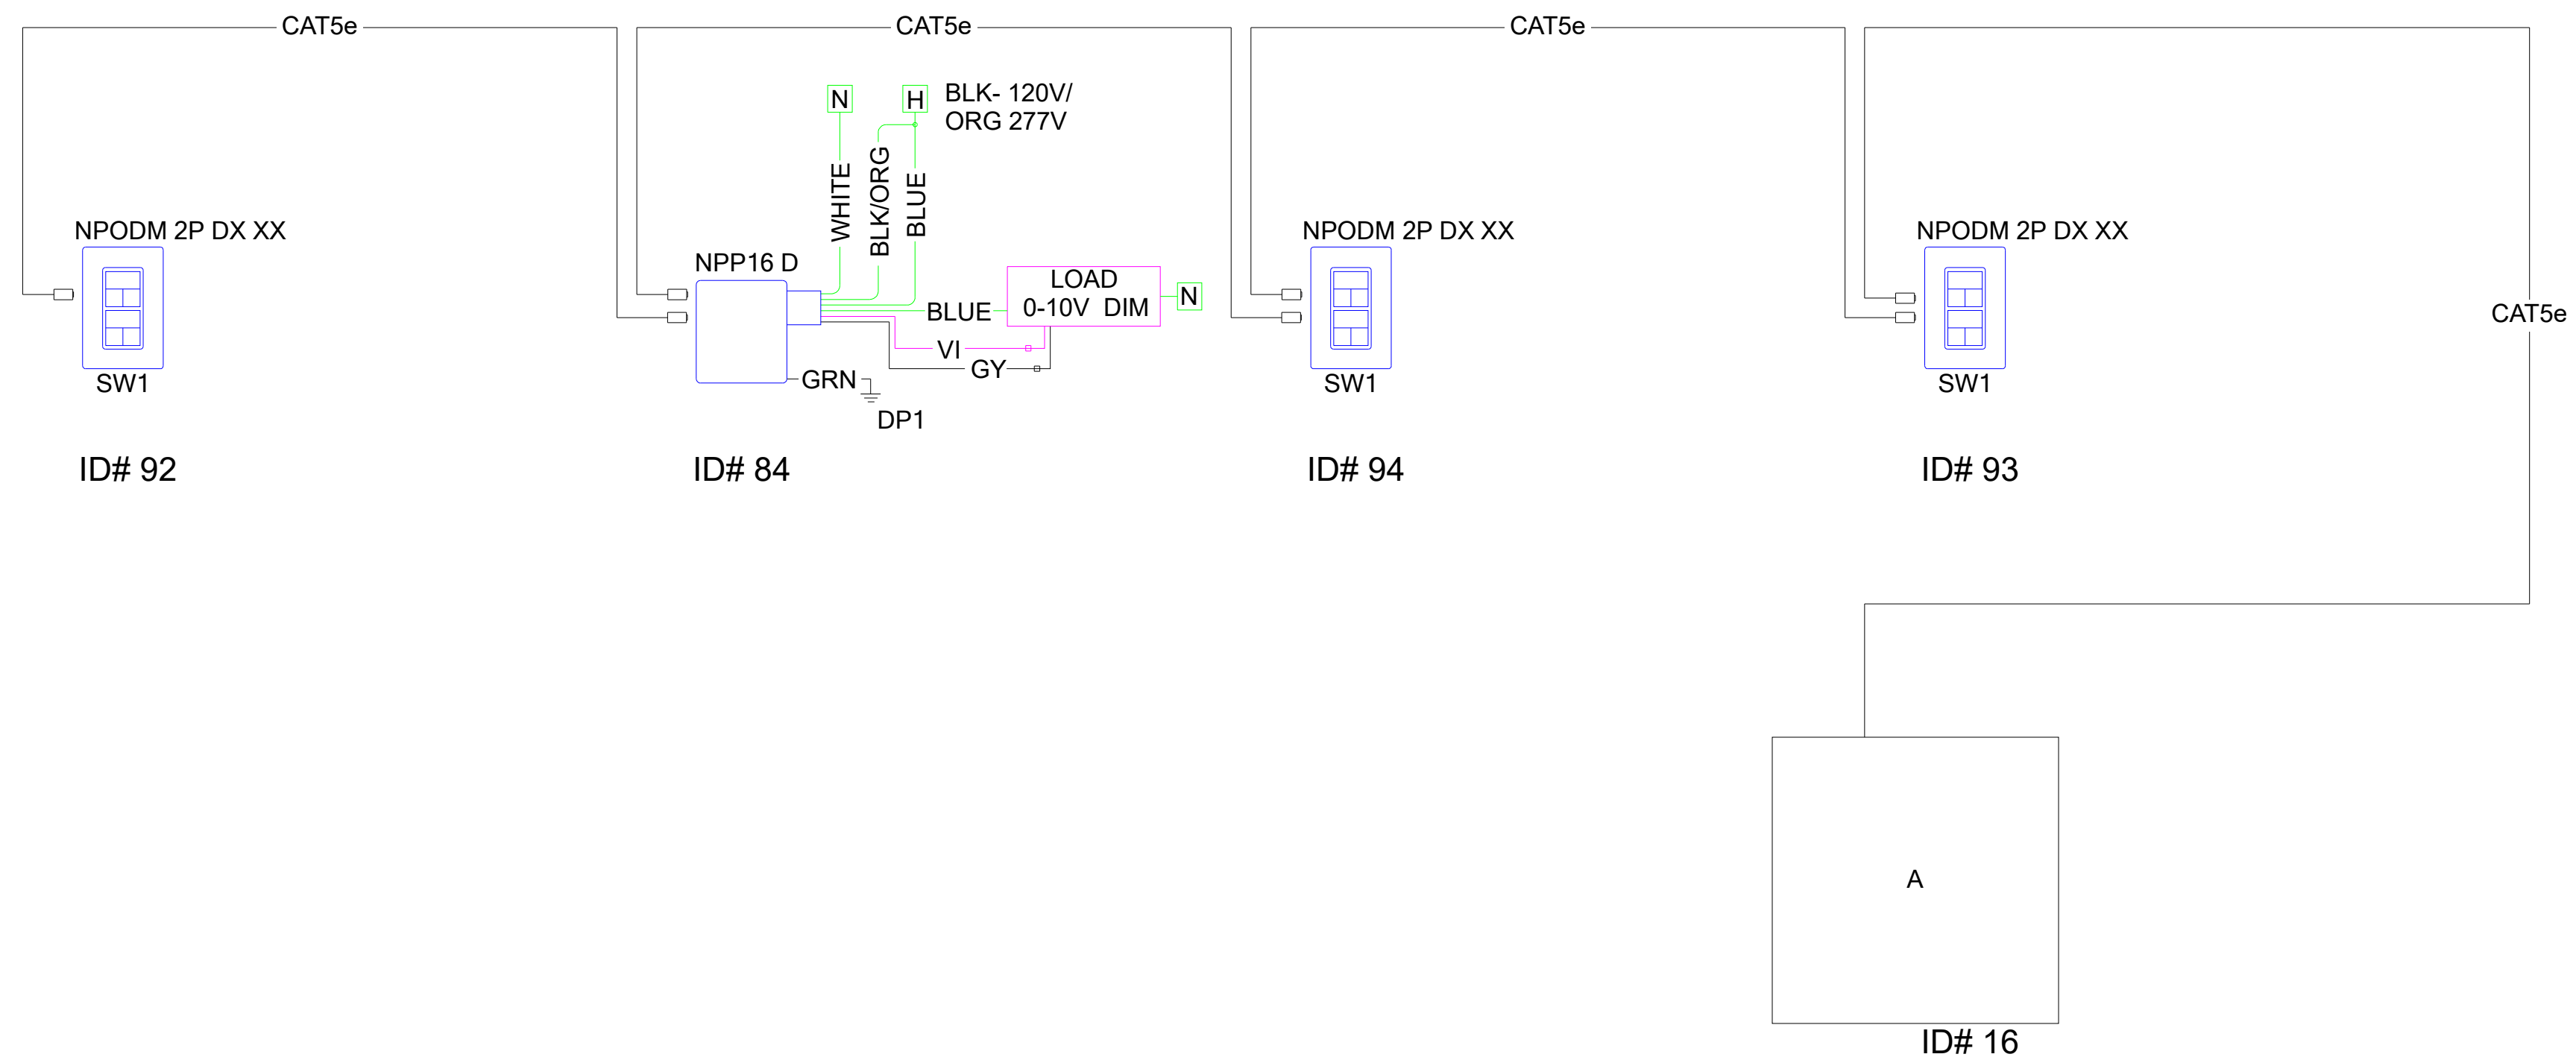 CAT5e
CAT5e
CAT5e
N
H
BLK- 120V/
ORG 277V
WHITE
BLK/ORG
BLUE
NPODM 2P DX XX
SW1
ID# 92
NPP16 D
BLUE
LOAD
0-10V DIM
N
VI
GY
GRN
DP1
ID# 84
NPODM 2P DX XX
SW1
ID# 94
NPODM 2P DX XX
SW1
ID# 93
CAT5e
A
ID# 16